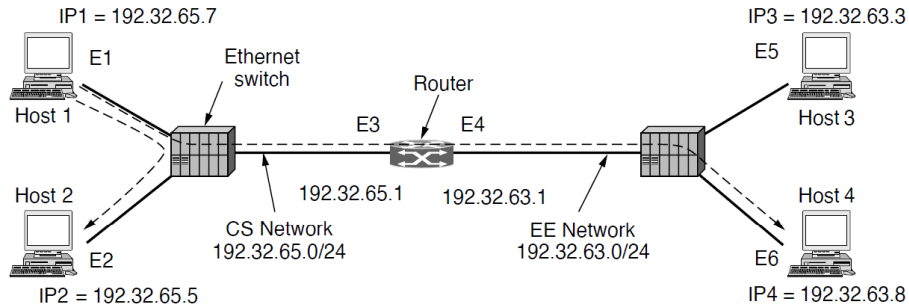 IP1 = 192.32.65.7
IP3 = 192.32.63.3
E1
Ethernet
switch
Router
E5
Host 1
E3
E4
Host 3
Host 2
192.32.65.1
192.32.63.1
Host 4
CS Network
192.32.65.0/24
EE Network
192.32.63.0/24
E2
E6
IP2 = 192.32.65.5
IP4 = 192.32.63.8